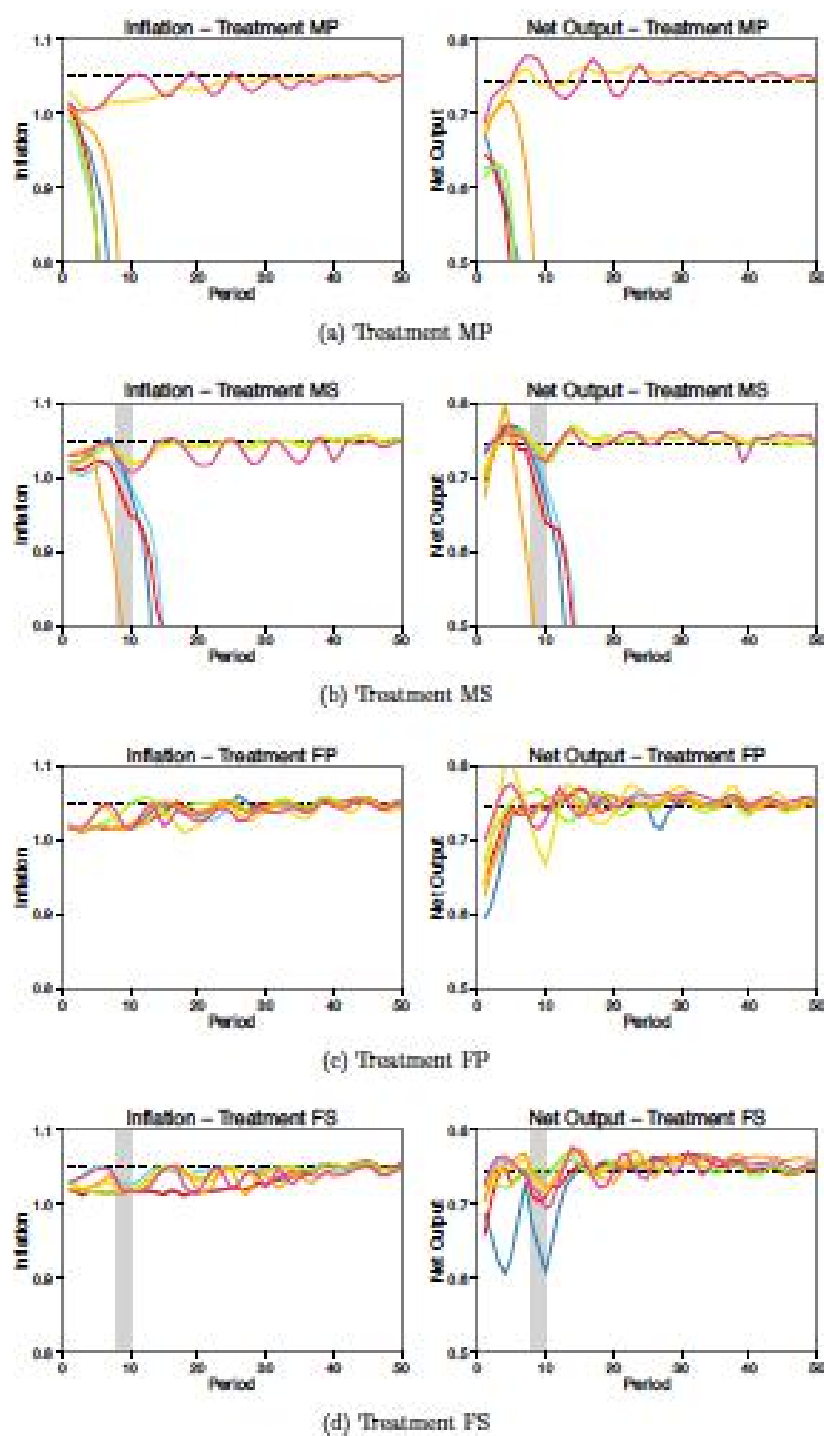 Inflation – Treatment MP
Net Output – Treatment MP
1.1
1.0
0.9
0.8
Inflation
0 10 20 30 40 50
Period
0.8
0.7
0.6
0.5
Net Output
0 10 20 30 40 50
Period
(a) Treatment MP
Inflation – Treatment MS
Net Output – Treatment MS
1.1
1.0
0.9
0.8
Inflation
0 10 20 30 40 50
Period
0.8
0.7
0.6
0.5
Net Output
0 10 20 30 40 50
Period
(b) Treatment MS
Inflation – Treatment FP
Net Output – Treatment FP
1.1
1.0
0.9
0.8
Inflation
0 10 20 30 40 50
Period
0.8
0.7
0.6
0.5
Net Output
0 10 20 30 40 50
Period
(c) Treatment FP
Inflation – Treatment FS
Net Output – Treatment FS
1.1
1.0
0.9
0.8
Inflation
0 10 20 30 40 50
Period
0.8
0.7
0.6
0.5
Net Output
0 10 20 30 40 50
Period
(d) Treatment FS